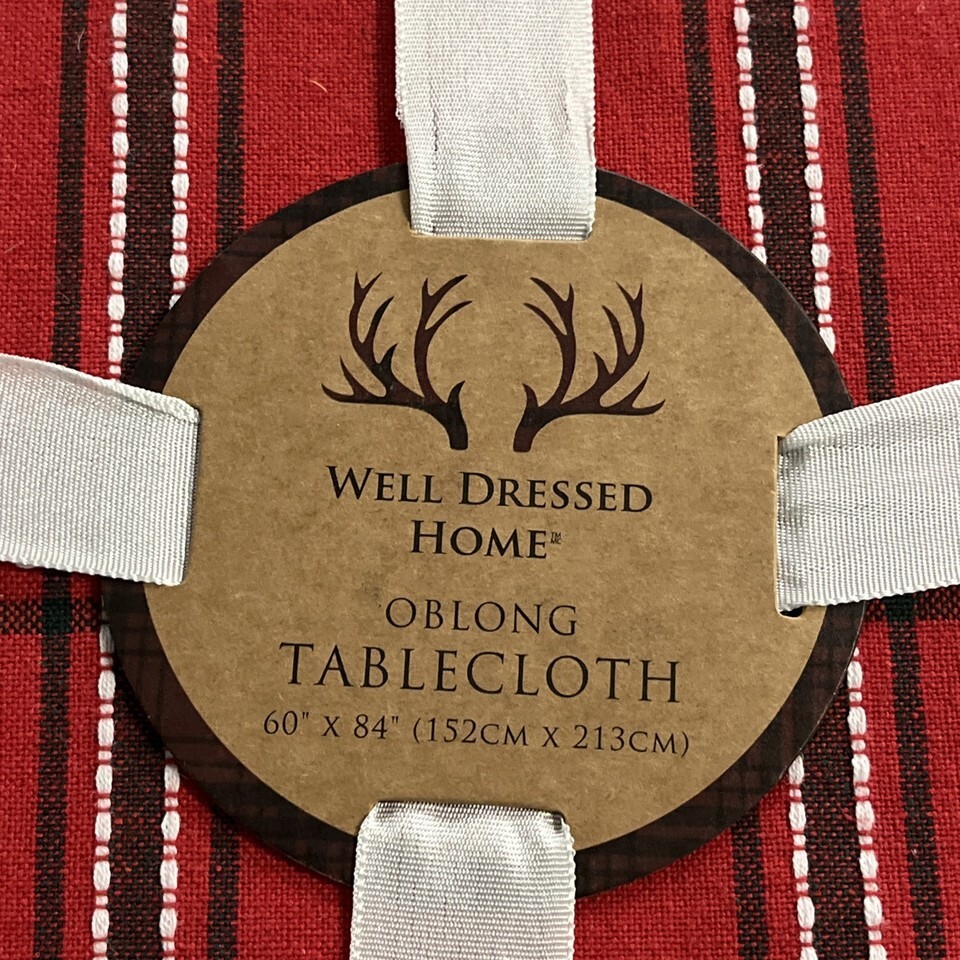 WELL DRESSED
HOME™
OBLONG
TABLECLOTH
60" X 84" (152CM X 213CM)